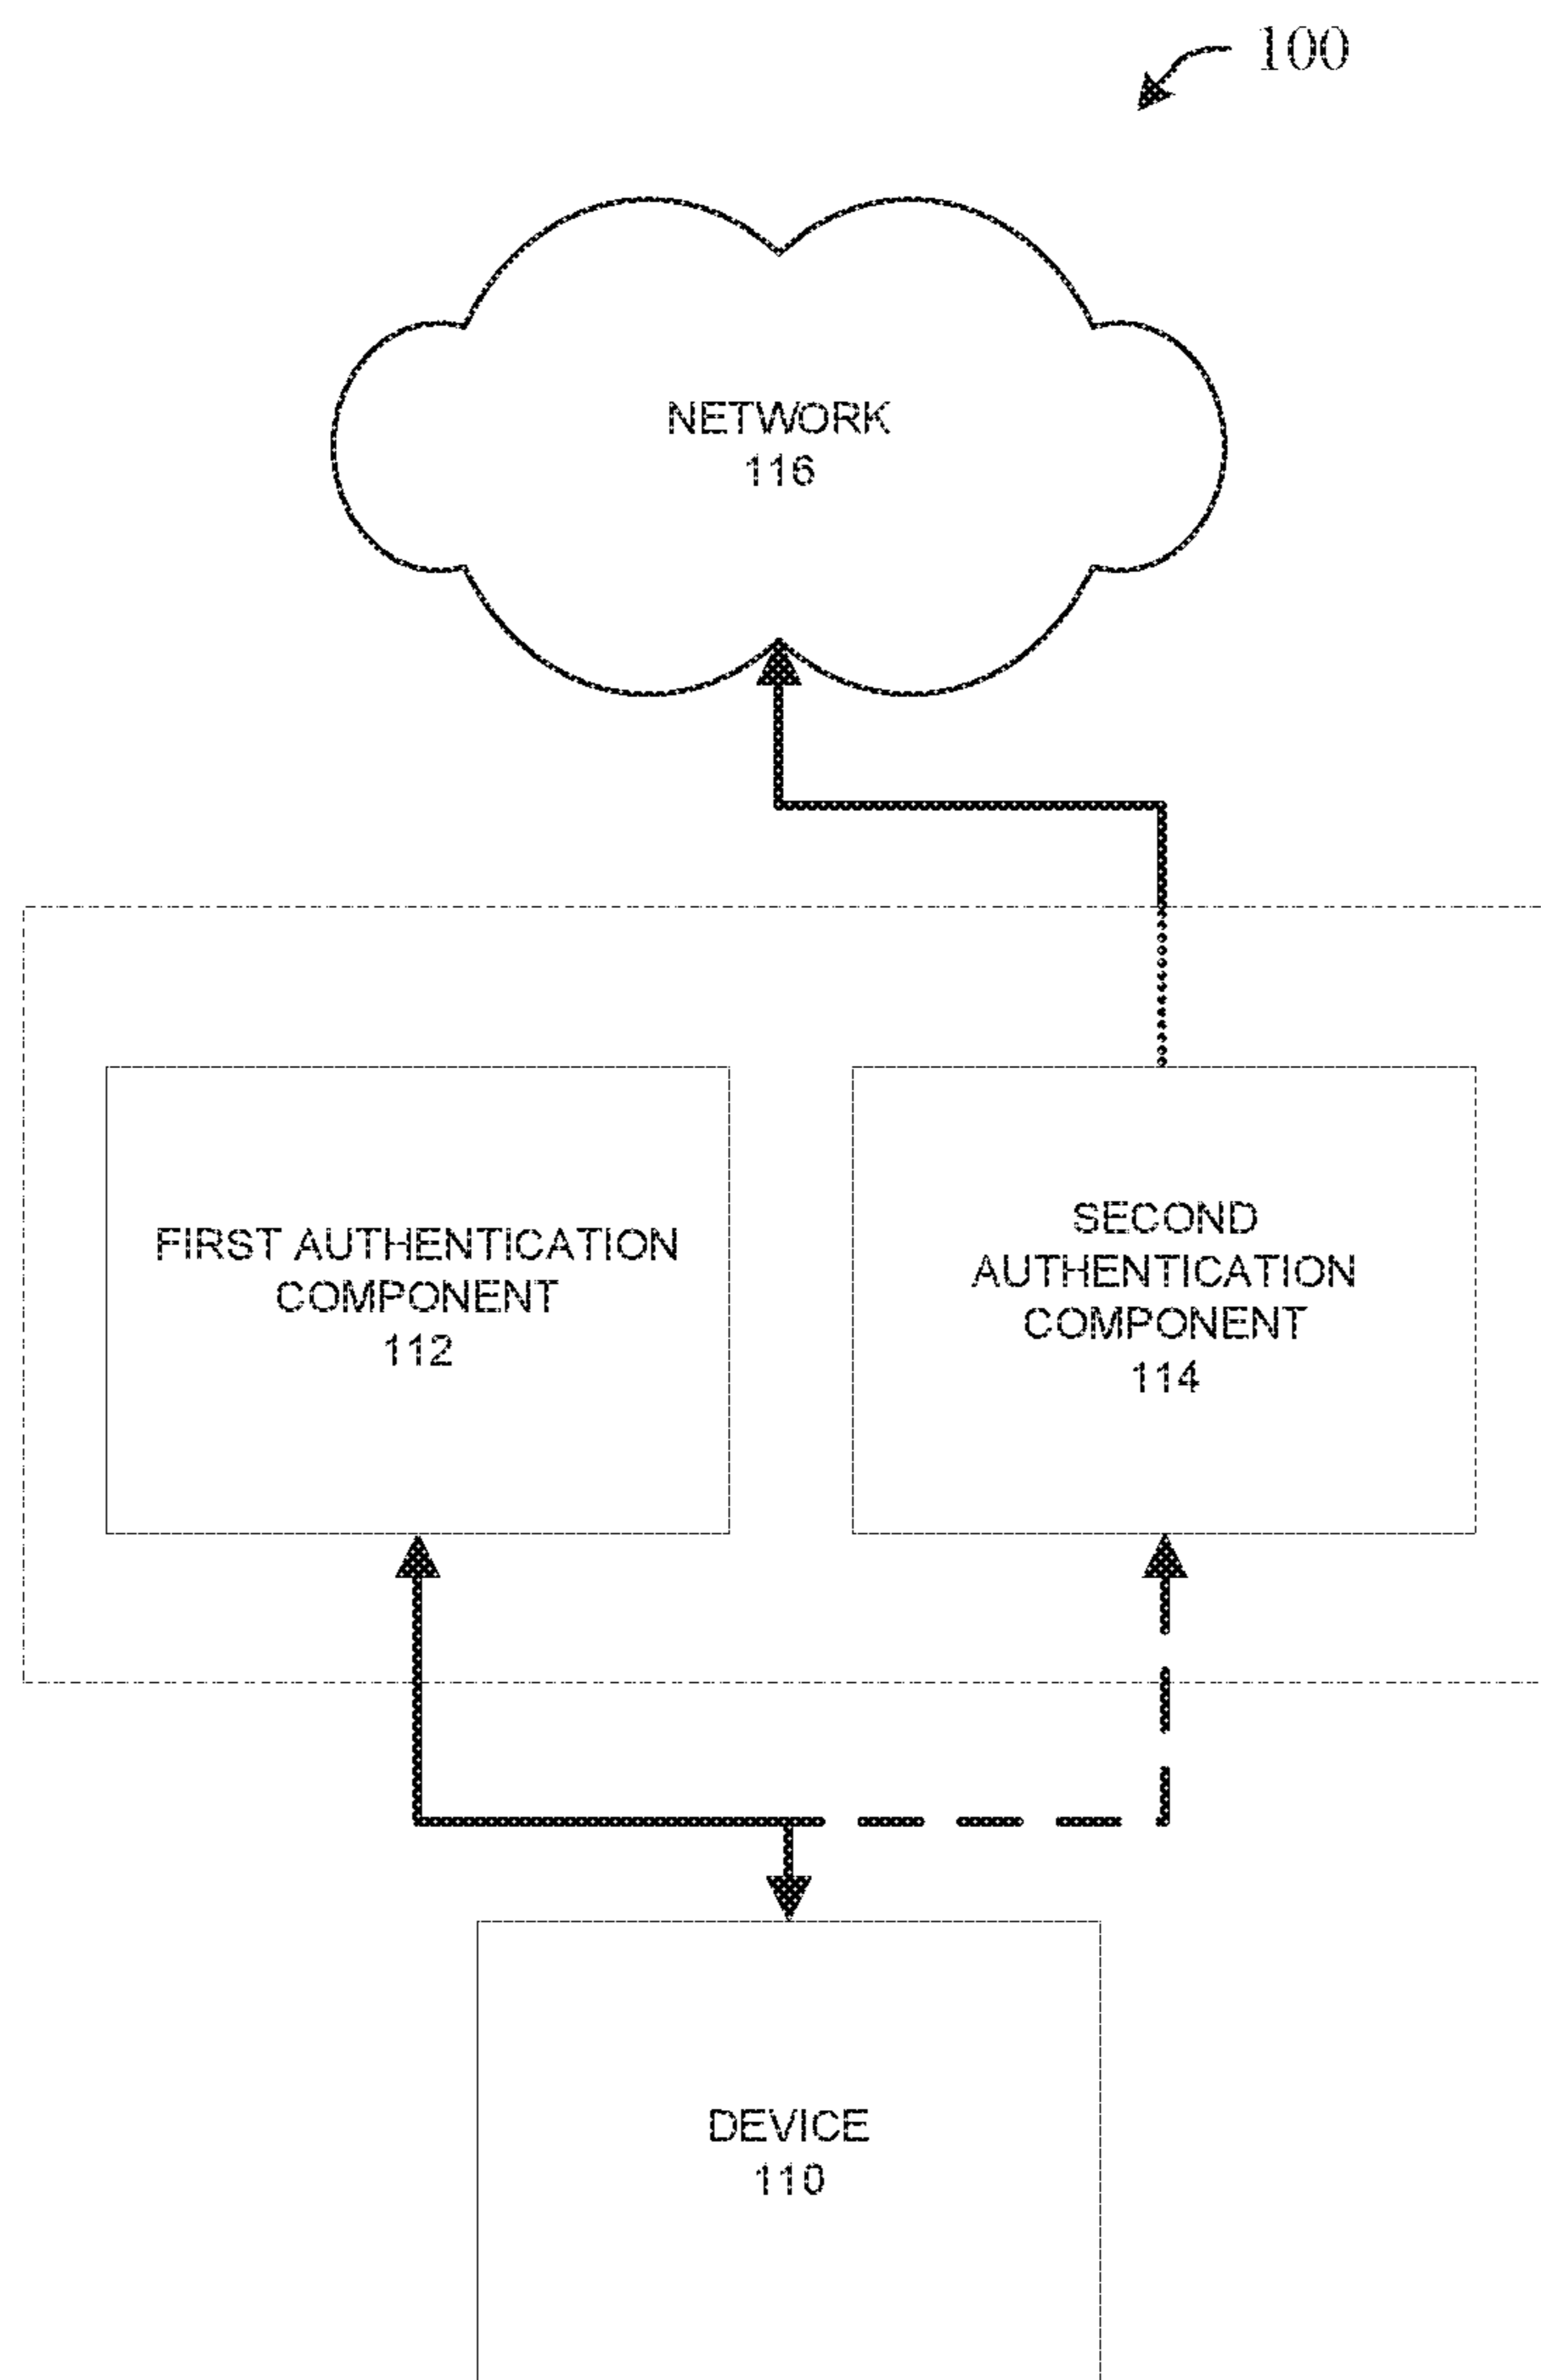 100
NETWORK
116
FIRST AUTHENTICATION
COMPONENT
112
SECOND
AUTHENTICATION
COMPONENT
114
DEVICE
110